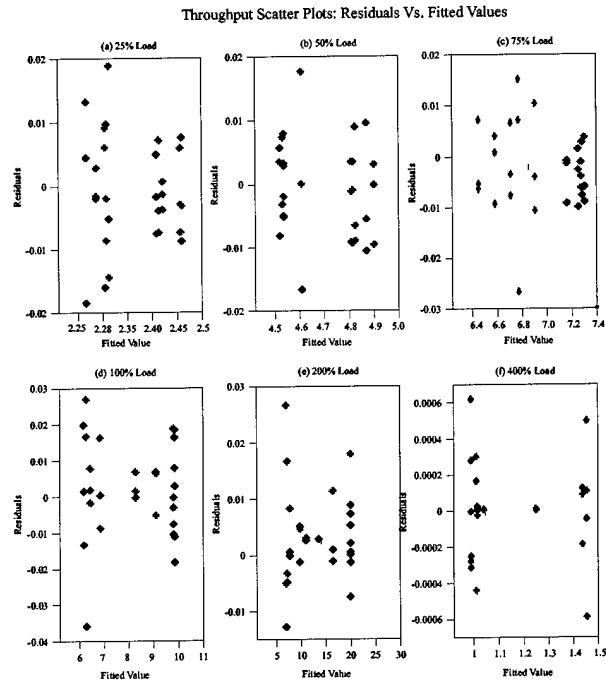 Throughput Scatter Plots: Residuals Vs. Fitted Values
(a) 25% Load
(b) 50% Load
(c) 75% Load
Residuals
0.02
0.01
0
-0.01
-0.02
2.25 2.28 2.31 2.4 2.42 2.46 2.5
Fitted Value
Residuals
0.02
0.01
0
-0.01
-0.02
4.5 4.6 4.7 4.8 4.9 5.0
Fitted Value
Residuals
0.02
0.01
0
-0.01
-0.02
-0.03
6.4 6.6 6.8 7.0 7.2 7.4
Fitted Value
(d) 100% Load
(e) 200% Load
(f) 400% Load
Residuals
0.03
0.02
0.01
0
-0.01
-0.02
-0.03
-0.04
6 7 8 9 10 11
Fitted Value
Residuals
0.03
0.02
0.01
0
-0.01
5 10 15 20 25 30
Fitted Value
Residuals
0.0006
0.0004
0.0002
0
-0.0002
-0.0004
-0.0006
1 1.1 1.2 1.3 1.4 1.5
Fitted Value